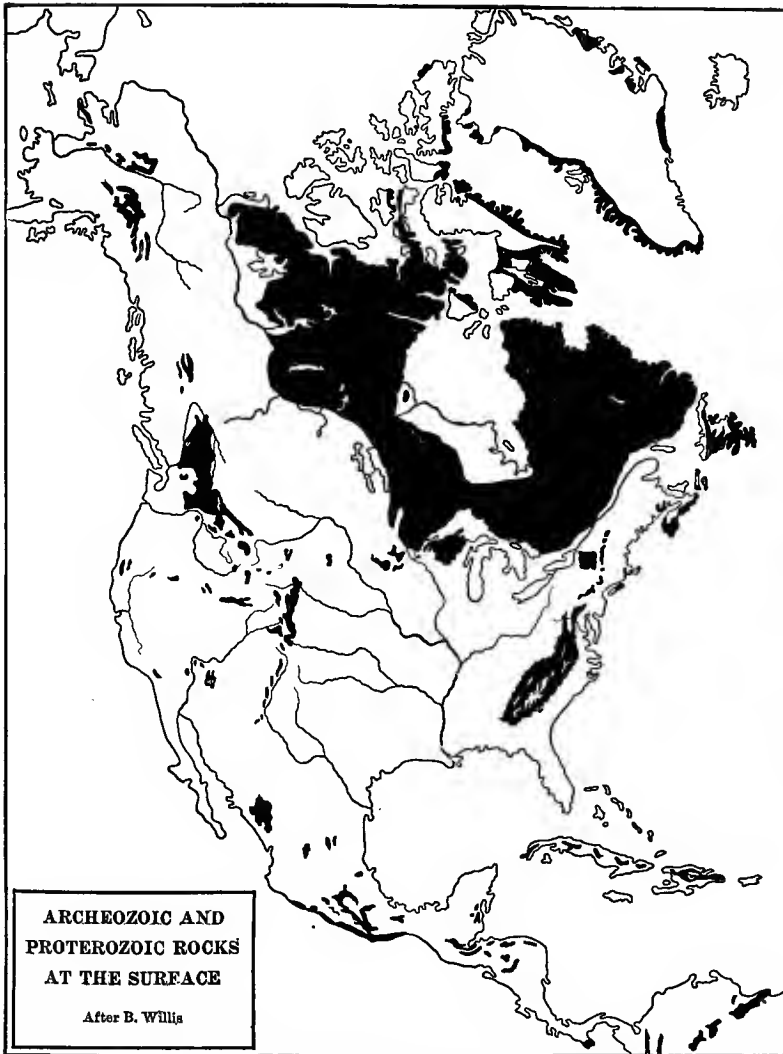 ARCHEOZOIC AND
PROTEROZOIC ROCKS
AT THE SURFACE
After B. Willis